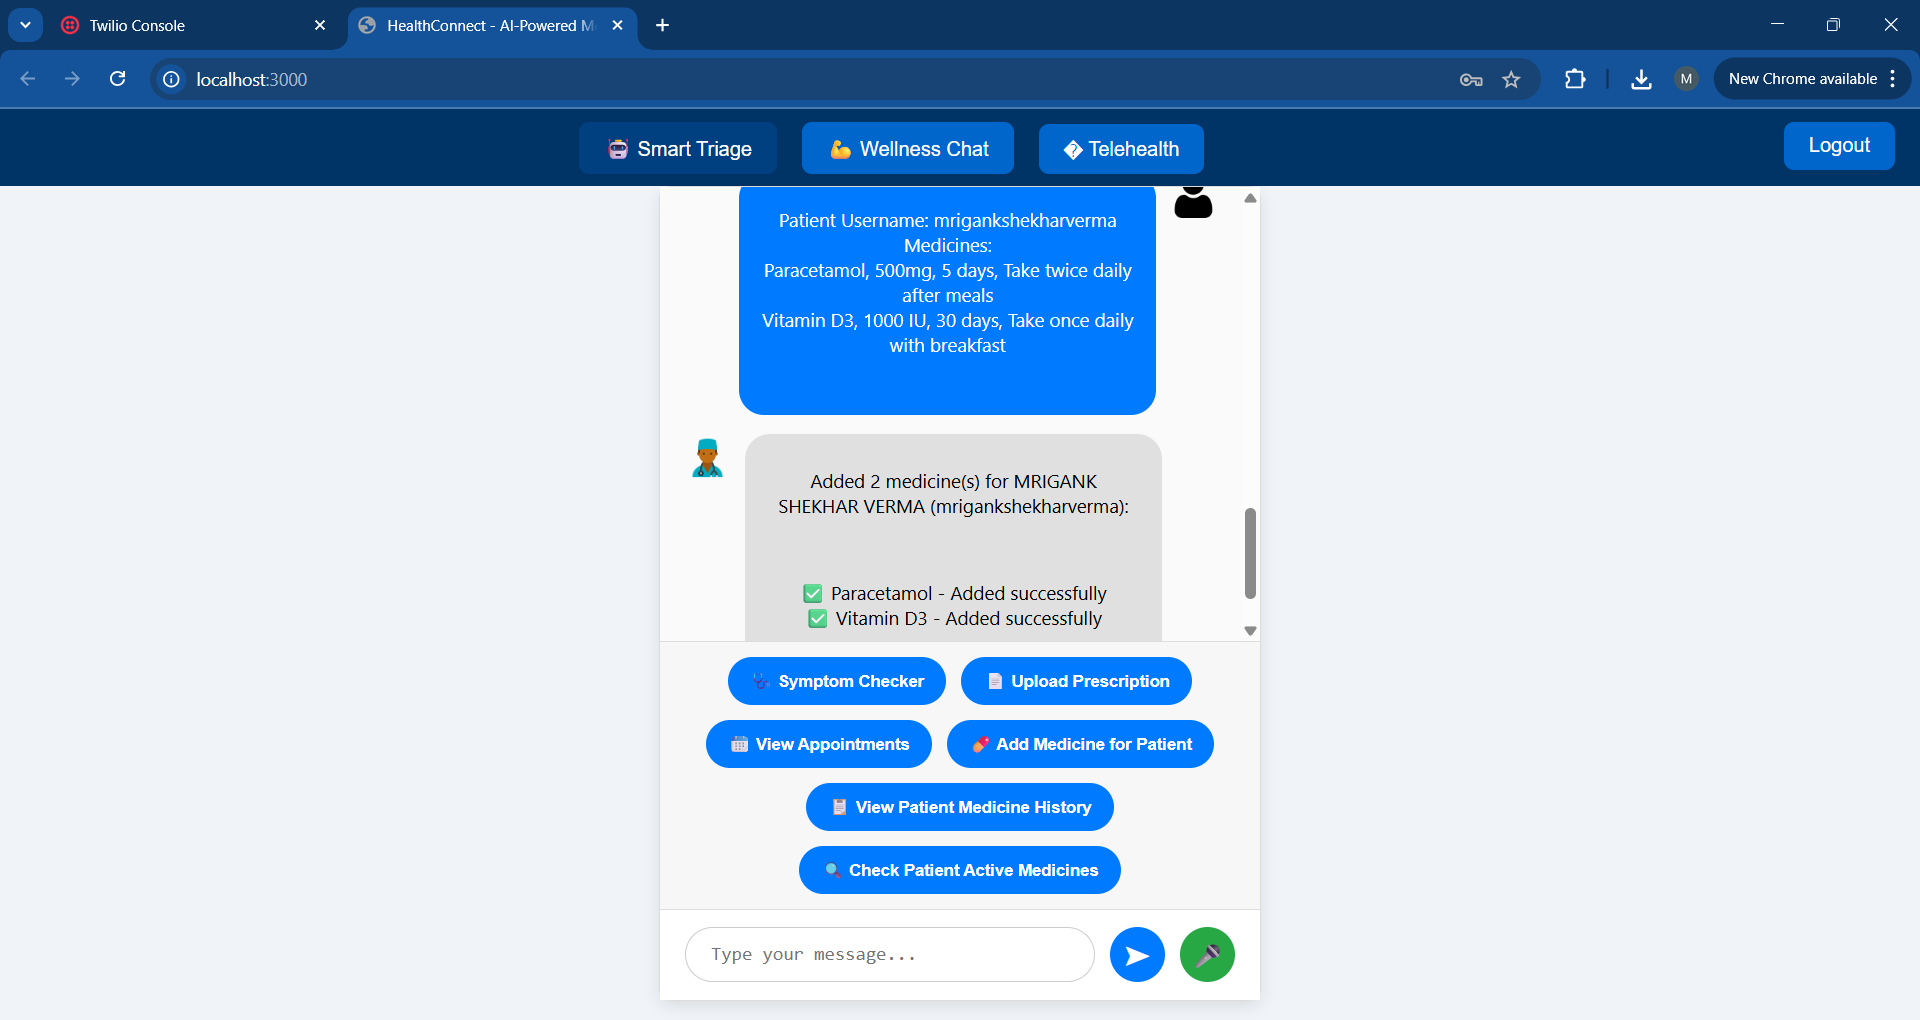 Twilio Console
HealthConnect - AI-Powered M
localhost:3000
M
New Chrome available
Smart Triage
Wellness Chat
� Telehealth
Logout
Patient Username: mrigankshekharverma
Medicines:
Paracetamol, 500mg, 5 days, Take twice daily
after meals
Vitamin D3, 1000 IU, 30 days, Take once daily
with breakfast
Added 2 medicine(s) for MRIGANK
SHEKHAR VERMA (mrigankshekharverma):
✅ Paracetamol - Added successfully
✅ Vitamin D3 - Added successfully
Symptom Checker
Upload Prescription
View Appointments
Add Medicine for Patient
View Patient Medicine History
Check Patient Active Medicines
Type your message...